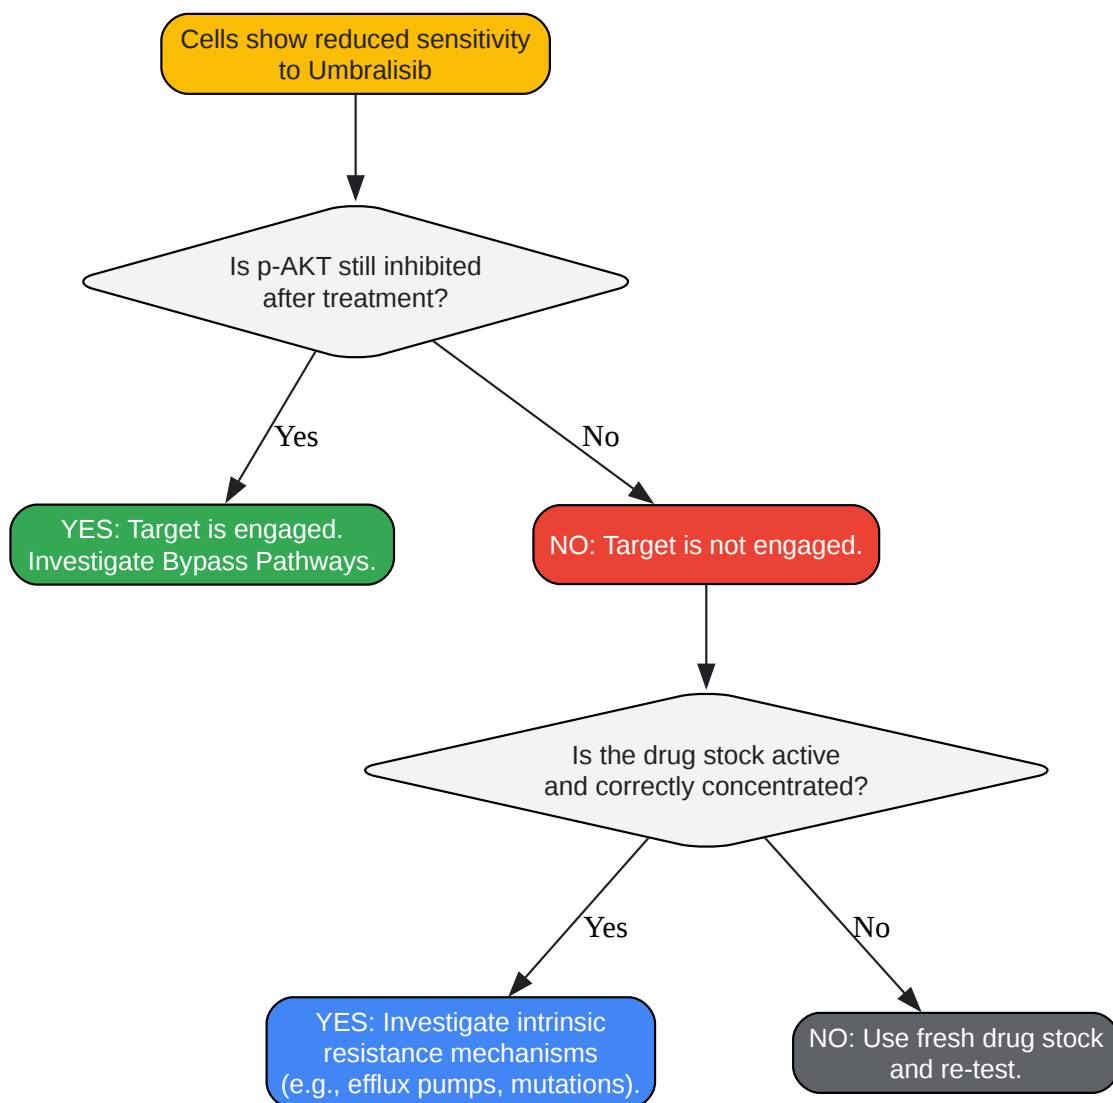 Cells show reduced sensitivity
to Umbralisib
Is p-AKT still inhibited
after treatment?
Yes
No
YES: Target is engaged.
Investigate Bypass Pathways.
NO: Target is not engaged.
Is the drug stock active
and correctly concentrated?
Yes
No
YES: Investigate intrinsic
resistance mechanisms
(e.g., efflux pumps, mutations).
NO: Use fresh drug stock
and re-test.